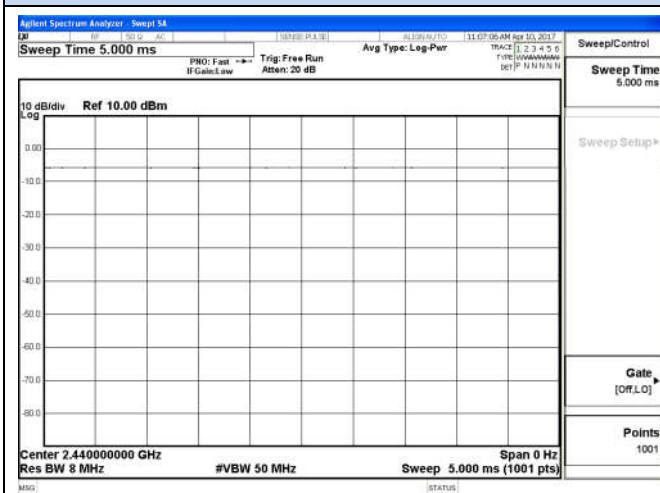 Agilent Spectrum Analyzer - Swept SA
RF 50 Ω AC SENSE:PULSE ALIGNAUTO 11:07:06 AM Apr 10, 2017
Sweep Time 5.000 ms
Avg Type: Log-Pwr
TRACE 1 2 3 4 5 6
TYPE
DET P N N N N N
PNO: Fast
IFGain:Low
Trig: Free Run
Atten: 20 dB
10 dB/div
Log
Ref 10.00 dBm
0.00
-10.0
-20.0
-30.0
-40.0
-50.0
-60.0
-70.0
-80.0
Center 2.440000000 GHz
Span 0 Hz
Res BW 8 MHz
#VBW 50 MHz
Sweep 5.000 ms (1001 pts)
MSG
STATUS
Sweep/Control
Sweep Time
5.000 ms
Sweep Setup
Gate
[Off,LO]
Points
1001